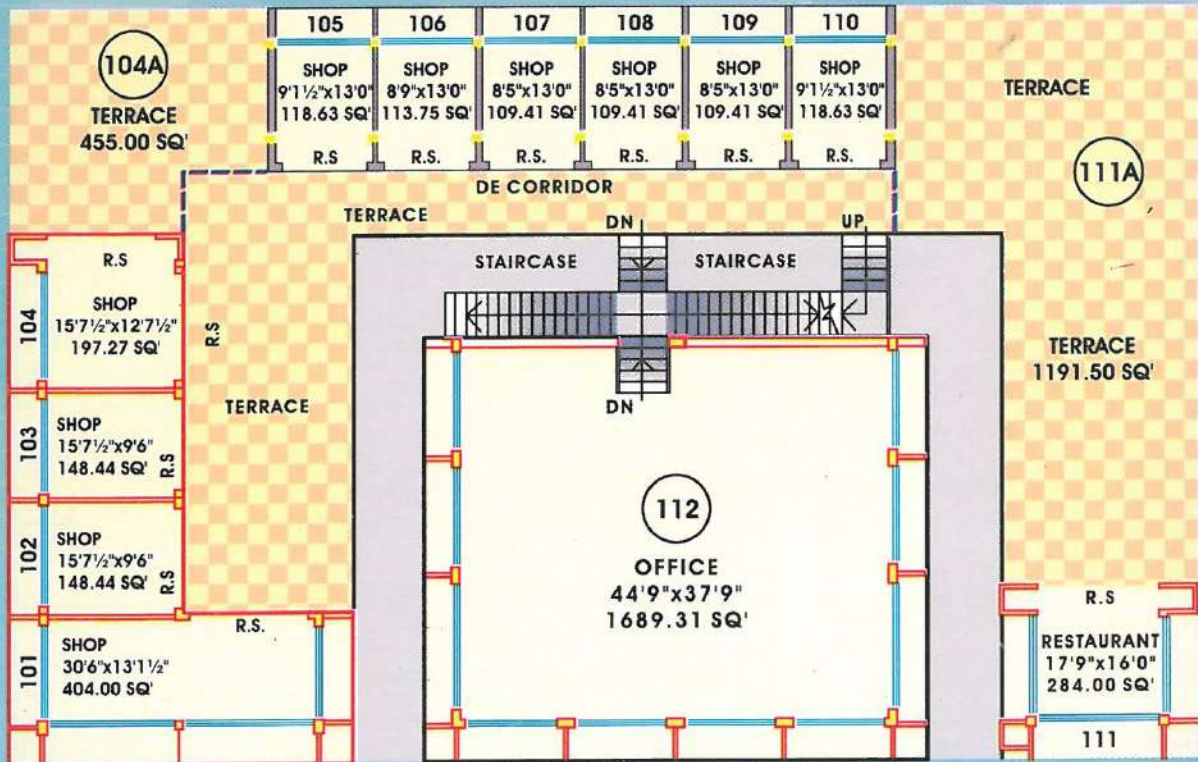 105
106
107
108
109
110
SHOP
9'1½"x13'0"
118.63 SQ'
R.S
SHOP
8'9"x13'0"
113.75 SQ'
R.S.
SHOP
8'5"x13'0"
109.41 SQ'
R.S.
SHOP
8'5"x13'0"
109.41 SQ'
R.S.
SHOP
8'5"x13'0"
109.41 SQ'
R.S.
SHOP
9'1½"x13'0"
118.63 SQ'
R.S.
104A
TERRACE
455.00 SQ'
TERRACE
111A
TERRACE
1191.50 SQ'
DE CORRIDOR
TERRACE
DN
UP
STAIRCASE
STAIRCASE
DN
R.S
104
SHOP
15'7½"x12'7½"
197.27 SQ'
R.S
TERRACE
103
SHOP
15'7½"x9'6"
148.44 SQ'
R.S
102
SHOP
15'7½"x9'6"
148.44 SQ'
R.S
101
R.S.
SHOP
30'6"x13'1½"
404.00 SQ'
112
OFFICE
44'9"x37'9"
1689.31 SQ'
R.S
RESTAURANT
17'9"x16'0"
284.00 SQ'
111